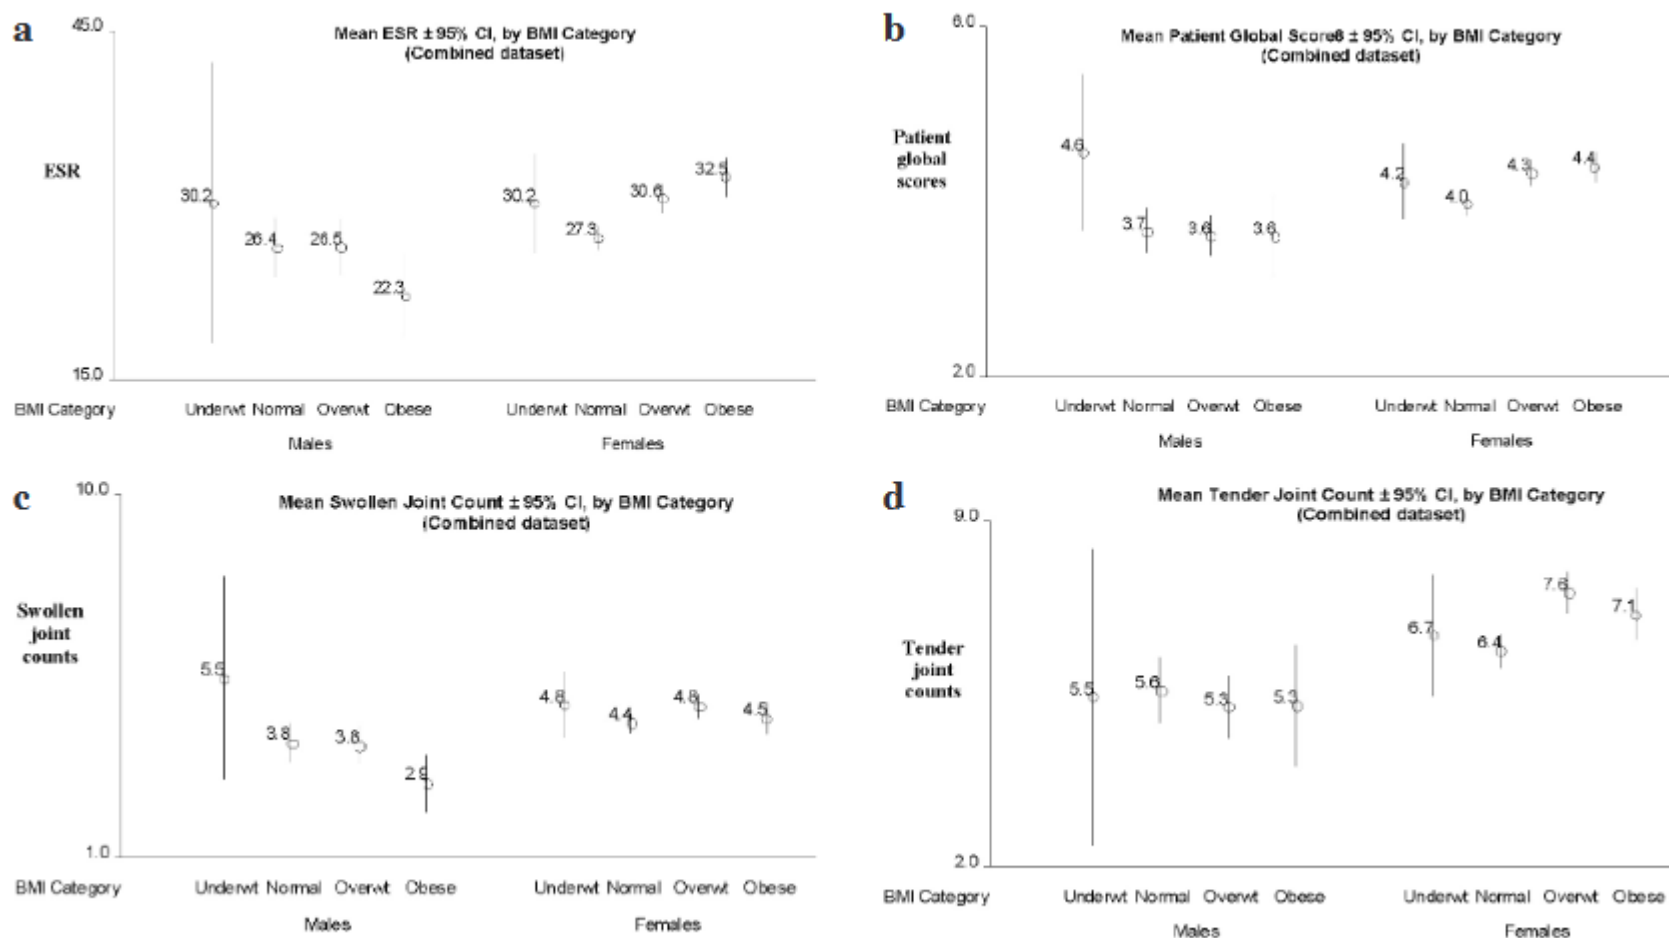 a
45.0
Mean ESR ± 95% CI, by BMI Category
(Combined dataset)
ESR
30.2
26.4
26.5
22.3
30.2
27.3
30.6
32.5
15.0
BMI Category
Underwt Normal Overwt Obese
Underwt Normal Overwt Obese
Males
Females
b
6.0
Mean Patient Global Score8 ± 95% CI, by BMI Category
(Combined dataset)
Patient
global
scores
4.6
3.7
3.6
3.6
4.2
4.0
4.3
4.4
2.0
BMI Category
Underwt Normal Overwt Obese
Underwt Normal Overwt Obese
Males
Females
c
10.0
Mean Swollen Joint Count ± 95% CI, by BMI Category
(Combined dataset)
Swollen
joint
counts
5.5
3.8
3.8
2.9
4.8
4.4
4.8
4.5
1.0
BMI Category
Underwt Normal Overwt Obese
Underwt Normal Overwt Obese
Males
Females
d
9.0
Mean Tender Joint Count ± 95% CI, by BMI Category
(Combined dataset)
Tender
joint
counts
5.5
5.6
5.3
5.3
6.7
6.4
7.6
7.1
2.0
BMI Category
Underwt Normal Overwt Obese
Underwt Normal Overwt Obese
Males
Females